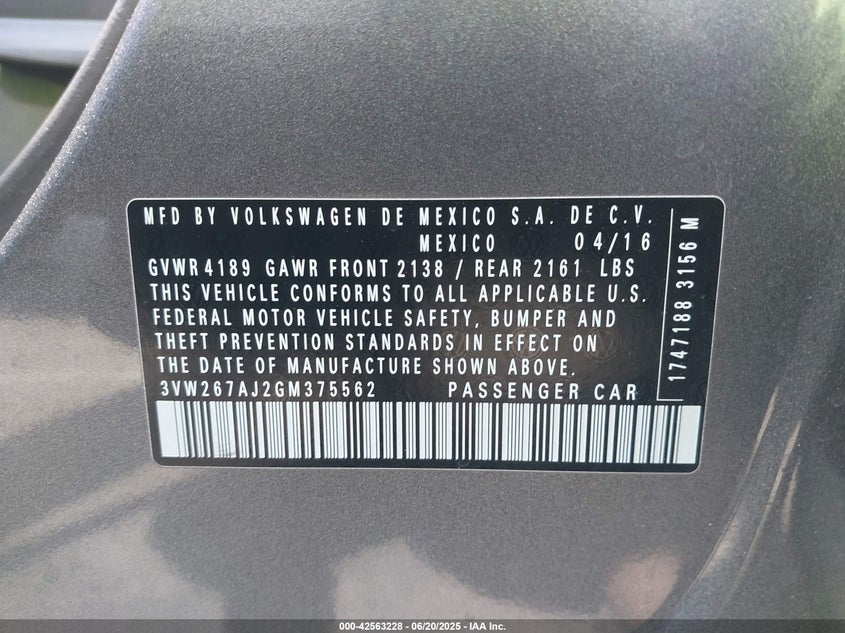 MFD BY VOLKSWAGEN DE MEXICO S.A. DE C.V.
MEXICO 04/16
GVWR 4189 GAWR FRONT 2138 / REAR 2161 LBS
THIS VEHICLE CONFORMS TO ALL APPLICABLE U.S.
FEDERAL MOTOR VEHICLE SAFETY, BUMPER AND
THEFT PREVENTION STANDARDS IN EFFECT ON
THE DATE OF MANUFACTURE SHOWN ABOVE.
3VW267AJ2GM375562 PASSENGER CAR
1747188 3156 M
000-42563228 - 06/20/2025 - IAA Inc.